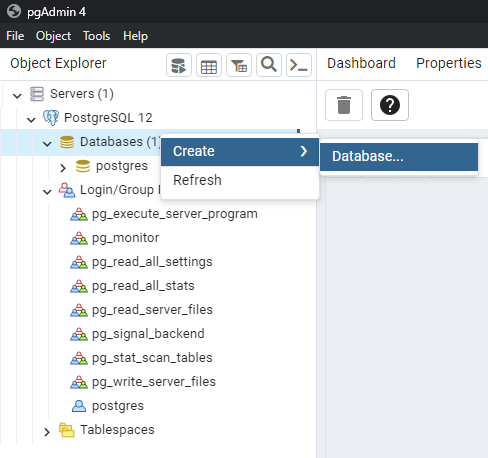 pgAdmin 4
File Object Tools Help
Object Explorer
Dashboard Properties
Servers (1)
PostgreSQL 12
Databases (1)
Create
Database...
postgres
Refresh
Login/Group
pg_execute_server_program
pg_monitor
pg_read_all_settings
pg_read_all_stats
pg_read_server_files
pg_signal_backend
pg_stat_scan_tables
pg_write_server_files
postgres
Tablespaces